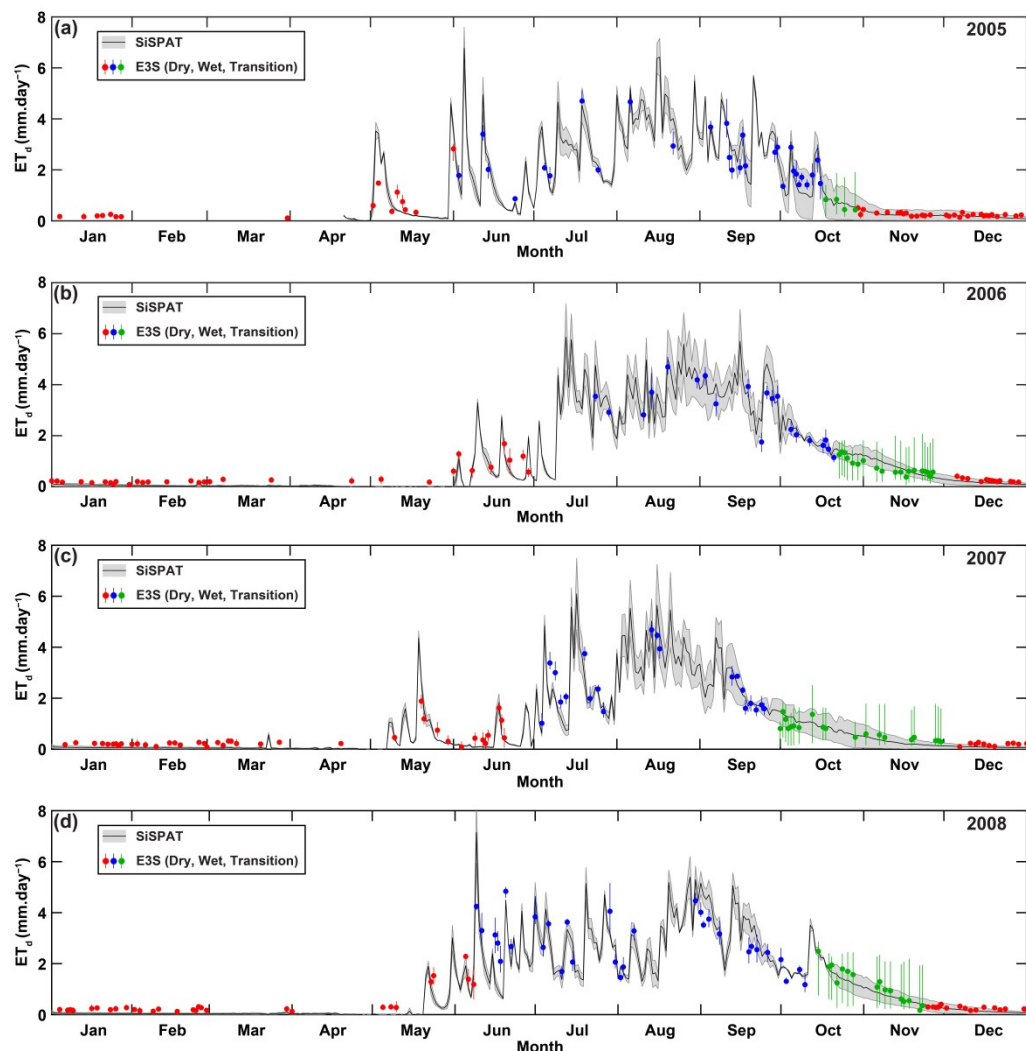 (a)
2005
SiSPAT
E3S (Dry, Wet, Transition)
ET_d (mm.day⁻¹)
8
6
4
2
0
Jan Feb Mar Apr May Jun Jul Aug Sep Oct Nov Dec
Month
(b)
2006
SiSPAT
E3S (Dry, Wet, Transition)
ET_d (mm.day⁻¹)
8
6
4
2
0
Jan Feb Mar Apr May Jun Jul Aug Sep Oct Nov Dec
Month
(c)
2007
SiSPAT
E3S (Dry, Wet, Transition)
ET_d (mm.day⁻¹)
8
6
4
2
0
Jan Feb Mar Apr May Jun Jul Aug Sep Oct Nov Dec
Month
(d)
2008
SiSPAT
E3S (Dry, Wet, Transition)
ET_d (mm.day⁻¹)
8
6
4
2
0
Jan Feb Mar Apr May Jun Jul Aug Sep Oct Nov Dec
Month